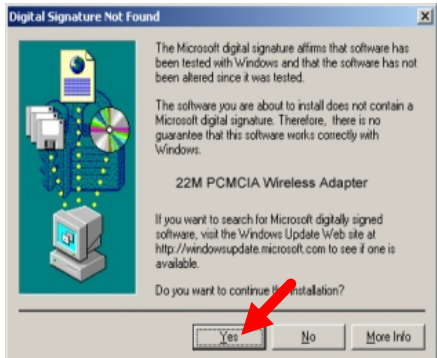 Digital Signature Not Found
The Microsoft digital signature affirms that software has
been tested with Windows and that the software has not
been altered since it was tested.
The software you are about to install does not contain a
Microsoft digital signature. Therefore, there is no
guarantee that this software works correctly with
Windows.
22M PCMCIA Wireless Adapter
If you want to search for Microsoft digitally signed
software, visit the Windows Update Web site at
http://windowsupdate.microsoft.com to see if one is
available.
Do you want to continue the installation?
Yes No More Info